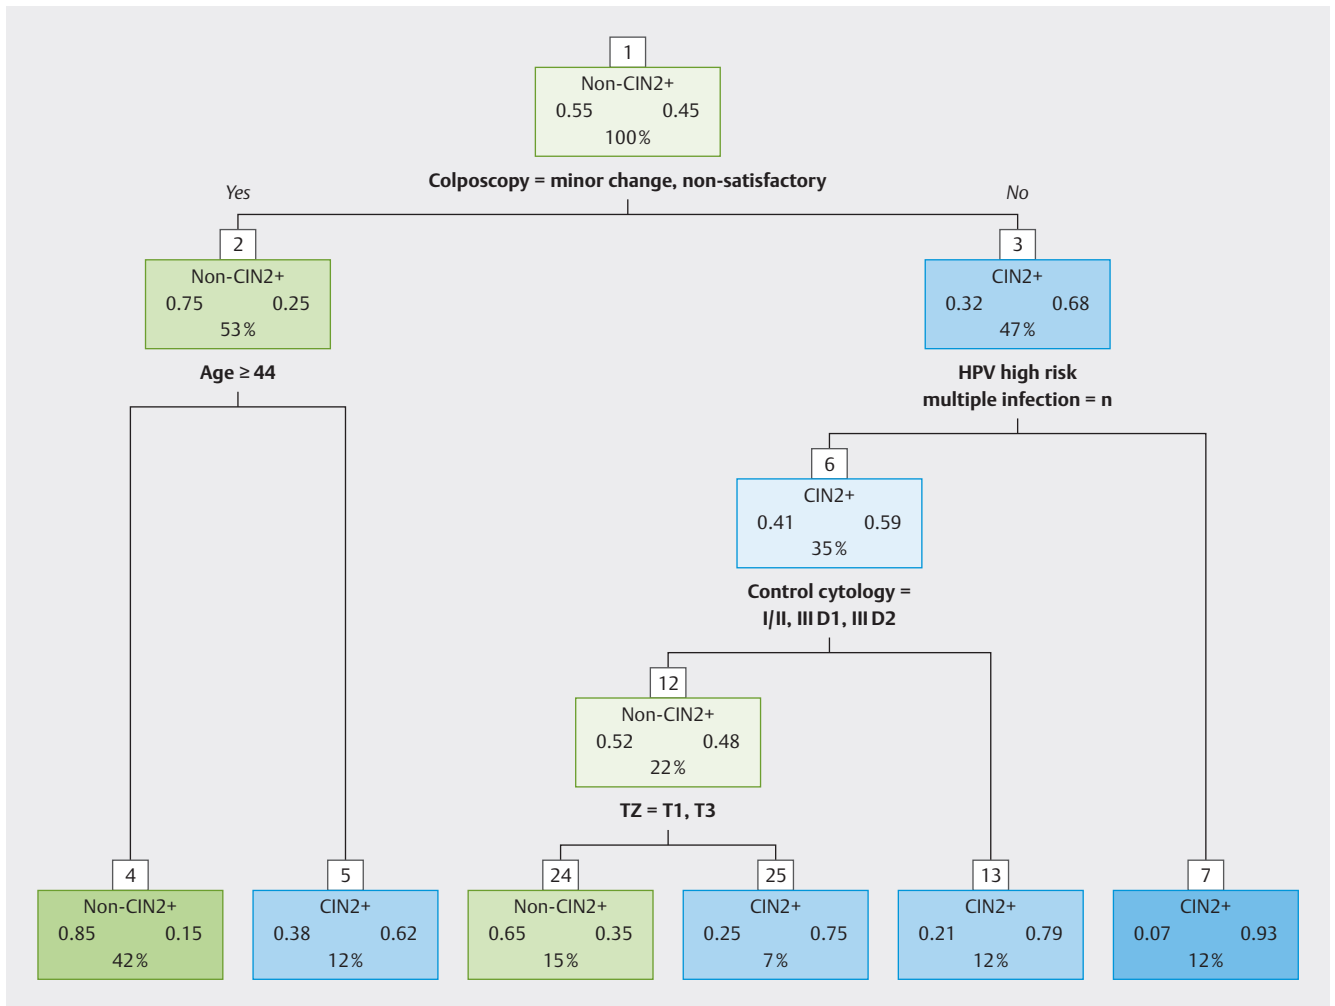 1
Non-CIN2+
0.55 0.45
100%
Colposcopy = minor change, non-satisfactory
Yes
No
2
Non-CIN2+
0.75 0.25
53%
3
CIN2+
0.32 0.68
47%
Age ≥ 44
HPV high risk
multiple infection = n
6
CIN2+
0.41 0.59
35%
Control cytology =
I/II, III D1, III D2
12
Non-CIN2+
0.52 0.48
22%
TZ = T1, T3
4
Non-CIN2+
0.85 0.15
42%
5
CIN2+
0.38 0.62
12%
24
Non-CIN2+
0.65 0.35
15%
25
CIN2+
0.25 0.75
7%
13
CIN2+
0.21 0.79
12%
7
CIN2+
0.07 0.93
12%